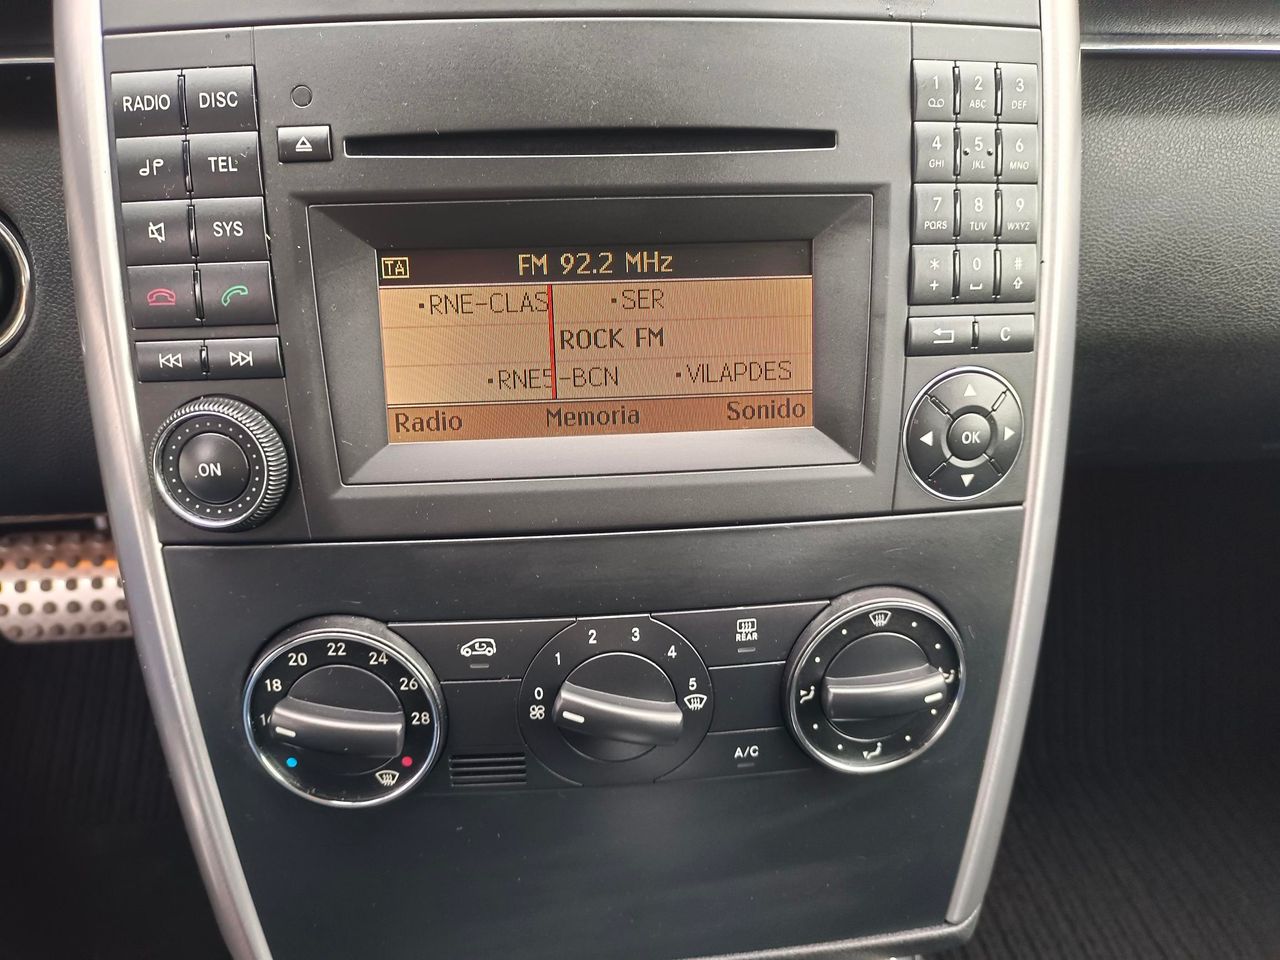 RADIO DISC
TEL
SYS
ON
TA FM 92.2 MHz
RNE-CLAS SER
ROCK FM
RNE5-BCN VILAPDES
Radio Memoria Sonido
1 2 ABC 3 DEF
4 GHI 5 JKL 6 MNO
7 PQRS 8 TUV 9 WXYZ
* + 0 #
C
OK
18 20 22 24 26 28
0 1 2 3 4 5
REAR
A/C